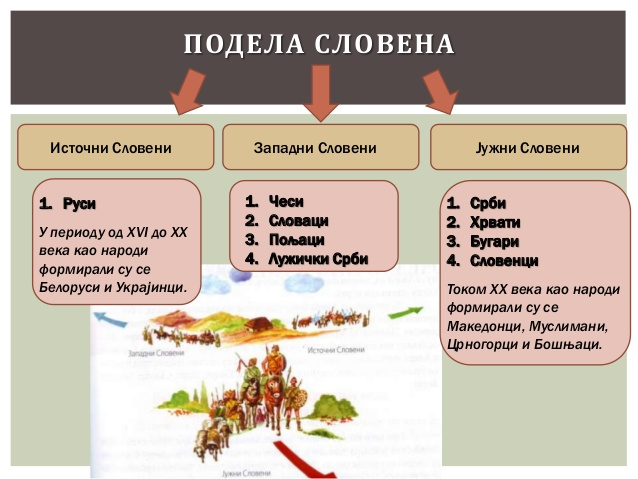 ПОДЕЛА СЛОВЕНА
Источни Словени
Западни Словени
Јужни Словени
1. Руси
У периоду од XVI до XX
века као народи
формирали су се
Белоруси и Украјинци.
1. Чеси
2. Словаци
3. Пољаци
4. Лужички Срби
1. Срби
2. Хрвати
3. Бугари
4. Словенци
Током XX века као народи
формирали су се
Македонци, Муслимани,
Црногорци и Бошњаци.
Западни Словени
Источни Словени
Јужни Словени